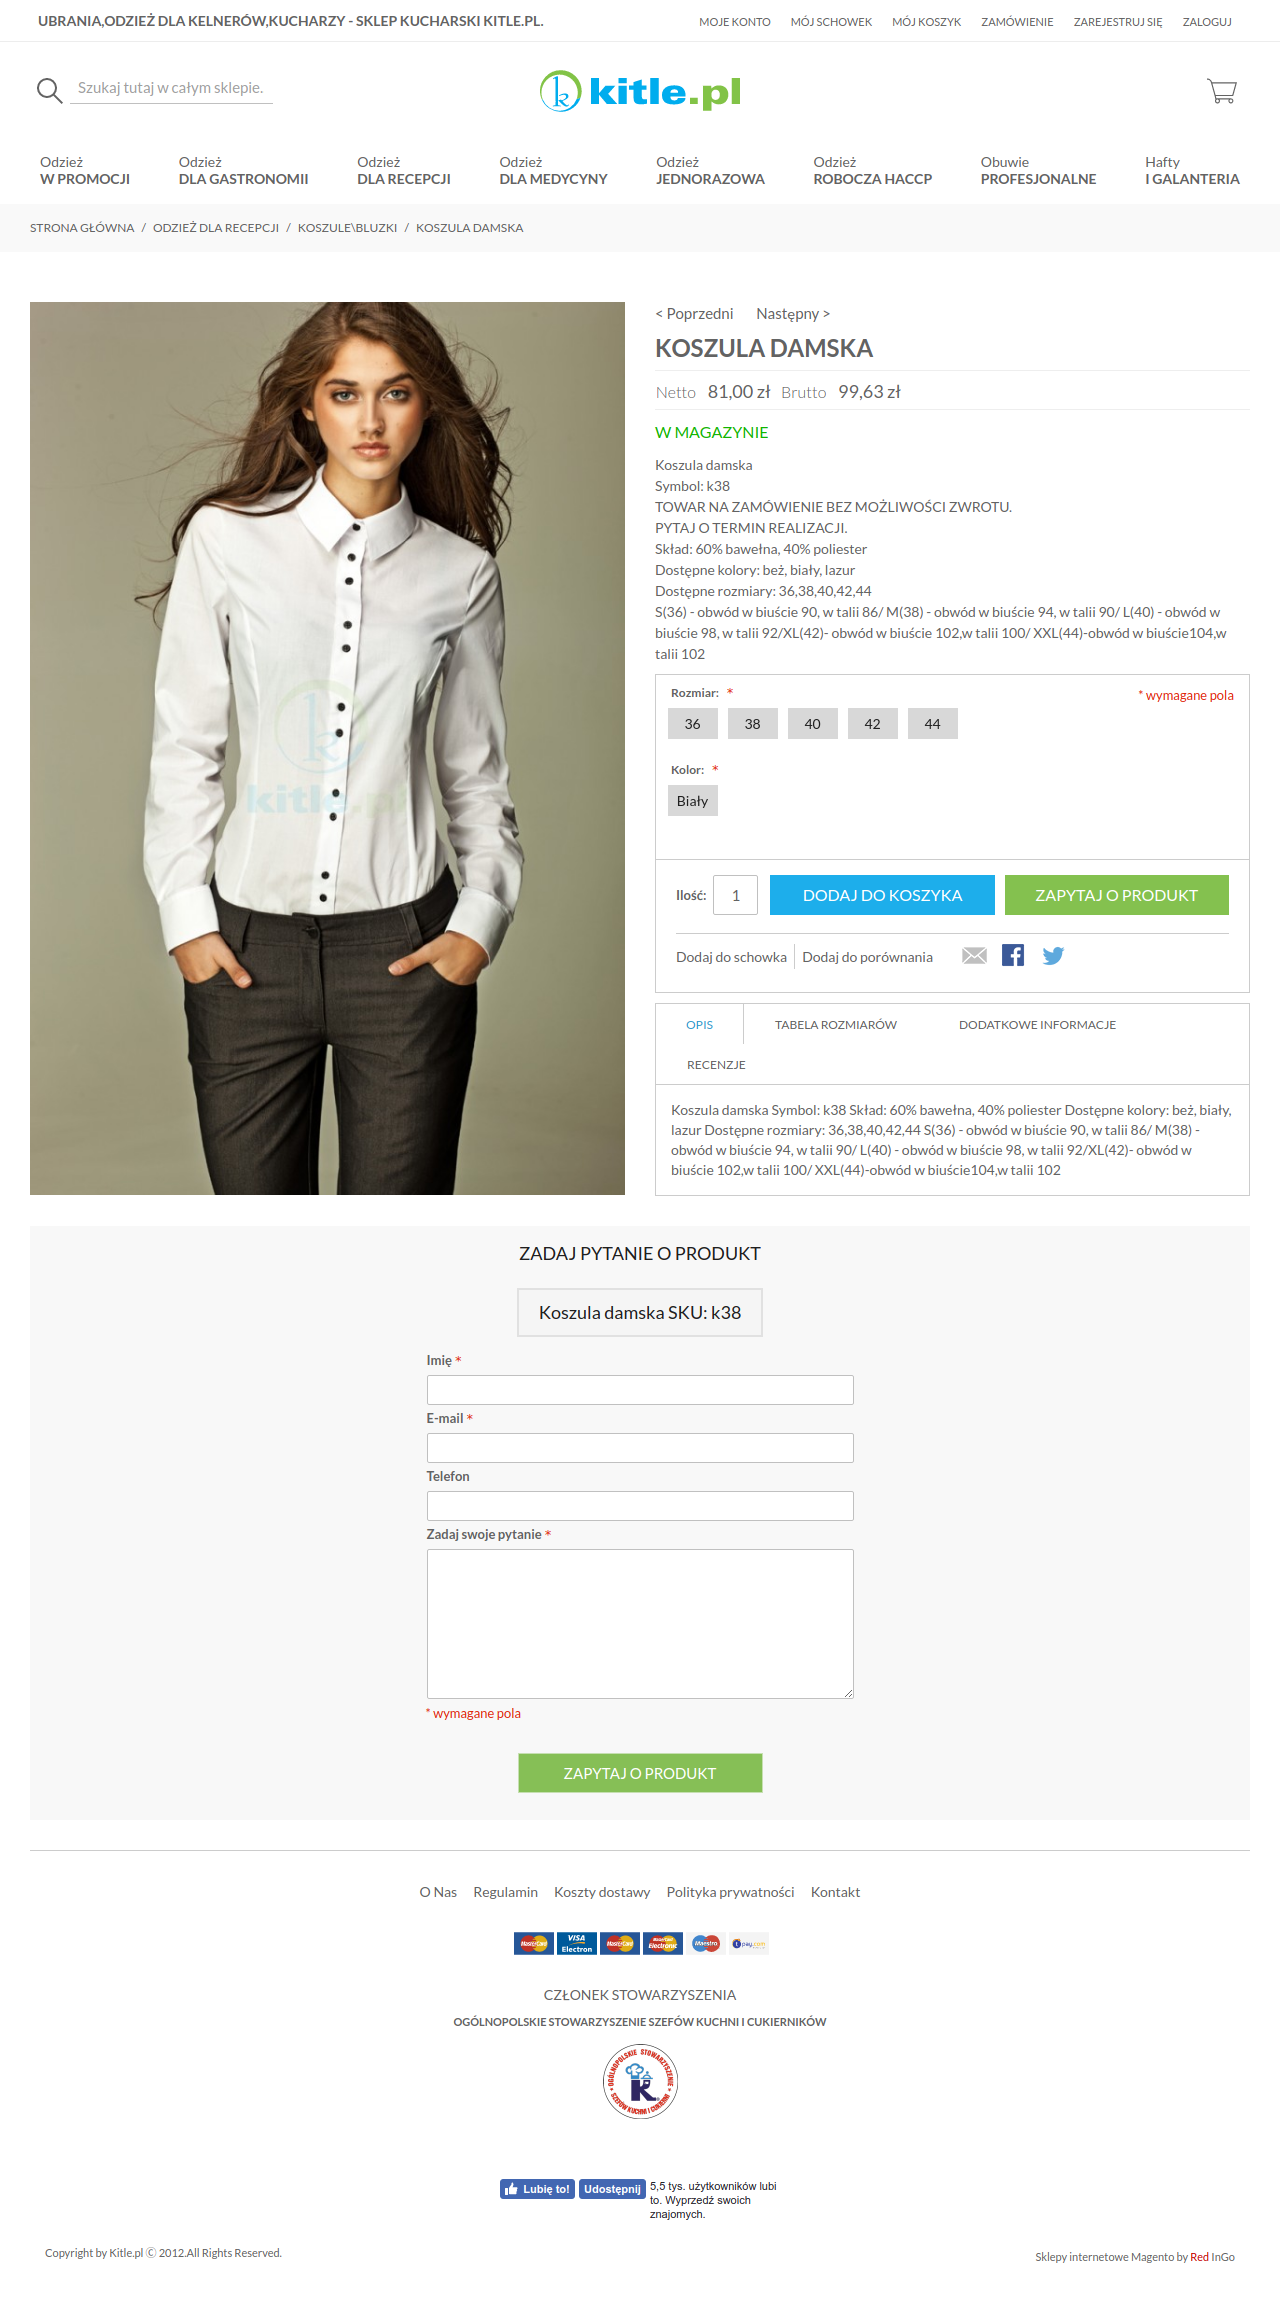 UBRANIA,ODZIEŻ DLA KELNERÓW,KUCHARZY - SKLEP KUCHARSKI KITLE.PL.
MOJE KONTO MÓJ SCHOWEK MÓJ KOSZYK ZAMÓWIENIE ZAREJESTRUJ SIĘ ZALOGUJ
Szukaj tutaj w całym sklepie.
k kitle.pl
Odzież W PROMOCJI
Odzież DLA GASTRONOMII
Odzież DLA RECEPCJI
Odzież DLA MEDYCYNY
Odzież JEDNORAZOWA
Odzież ROBOCZA HACCP
Obuwie PROFESJONALNE
Hafty I GALANTERIA
STRONA GŁÓWNA / ODZIEŻ DLA RECEPCJI / KOSZULE\BLUZKI / KOSZULA DAMSKA
k
kitle.pl
< Poprzedni Następny >
KOSZULA DAMSKA
Netto 81,00 zł Brutto 99,63 zł
W MAGAZYNIE
Koszula damska
Symbol: k38
TOWAR NA ZAMÓWIENIE BEZ MOŻLIWOŚCI ZWROTU.
PYTAJ O TERMIN REALIZACJI.
Skład: 60% bawełna, 40% poliester
Dostępne kolory: beż, biały, lazur
Dostępne rozmiary: 36,38,40,42,44
S(36) - obwód w biuście 90, w talii 86/ M(38) - obwód w biuście 94, w talii 90/ L(40) - obwód w
biuście 98, w talii 92/XL(42)- obwód w biuście 102,w talii 100/ XXL(44)-obwód w biuście104,w
talii 102
Rozmiar: * * wymagane pola
36 38 40 42 44
Kolor: *
Biały
Ilość: 1 DODAJ DO KOSZYKA ZAPYTAJ O PRODUKT
Dodaj do schowka Dodaj do porównania
OPIS TABELA ROZMIARÓW DODATKOWE INFORMACJE
RECENZJE
Koszula damska Symbol: k38 Skład: 60% bawełna, 40% poliester Dostępne kolory: beż, biały,
lazur Dostępne rozmiary: 36,38,40,42,44 S(36) - obwód w biuście 90, w talii 86/ M(38) -
obwód w biuście 94, w talii 90/ L(40) - obwód w biuście 98, w talii 92/XL(42)- obwód w
biuście 102,w talii 100/ XXL(44)-obwód w biuście104,w talii 102
ZADAJ PYTANIE O PRODUKT
Koszula damska SKU: k38
Imię *
E-mail *
Telefon
Zadaj swoje pytanie *
* wymagane pola
ZAPYTAJ O PRODUKT
O Nas Regulamin Koszty dostawy Polityka prywatności Kontakt
MasterCard VISA Electron MasterCard MasterCard Electronic Maestro tpay.com
CZŁONEK STOWARZYSZENIA
OGÓLNOPOLSKIE STOWARZYSZENIE SZEFÓW KUCHNI I CUKIERNIKÓW
OGÓLNOPOLSKIE STOWARZYSZENIE
K
SZEFÓW KUCHNI I CUKIERNI
Lubię to! Udostępnij 5,5 tys. użytkowników lubi
to. Wyprzedź swoich
znajomych.
Copyright by Kitle.pl © 2012.All Rights Reserved.
Sklepy internetowe Magento by Red InGo